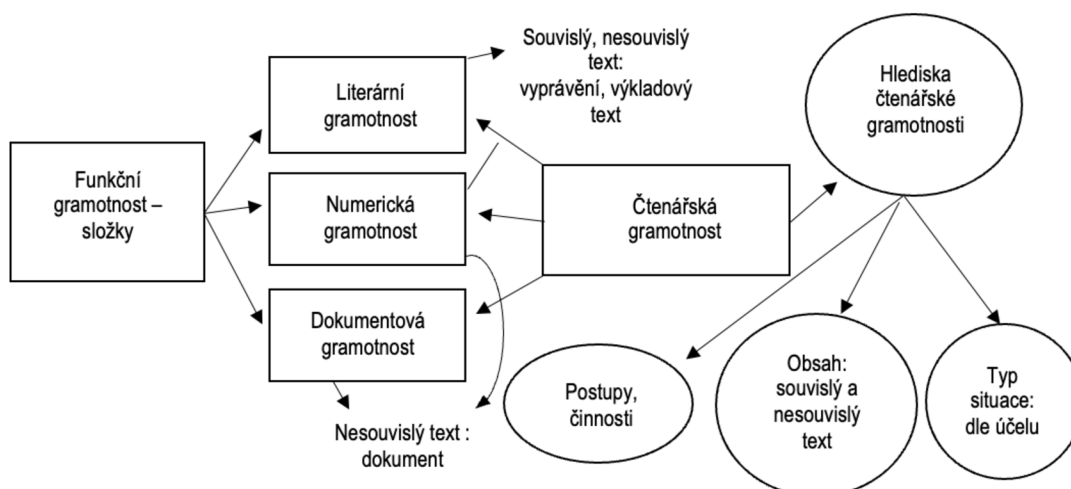 Funkční
gramotnost –
složky
Literární
gramotnost
Numerická
gramotnost
Dokumentová
gramotnost
Souvislý, nesouvislý
text:
vyprávění, výkladový
text
Nesouvislý text :
dokument
Čtenářská
gramotnost
Hlediska
čtenářské
gramotnosti
Postupy,
činnosti
Obsah:
souvislý a
nesouvislý
text
Typ
situace:
dle účelu